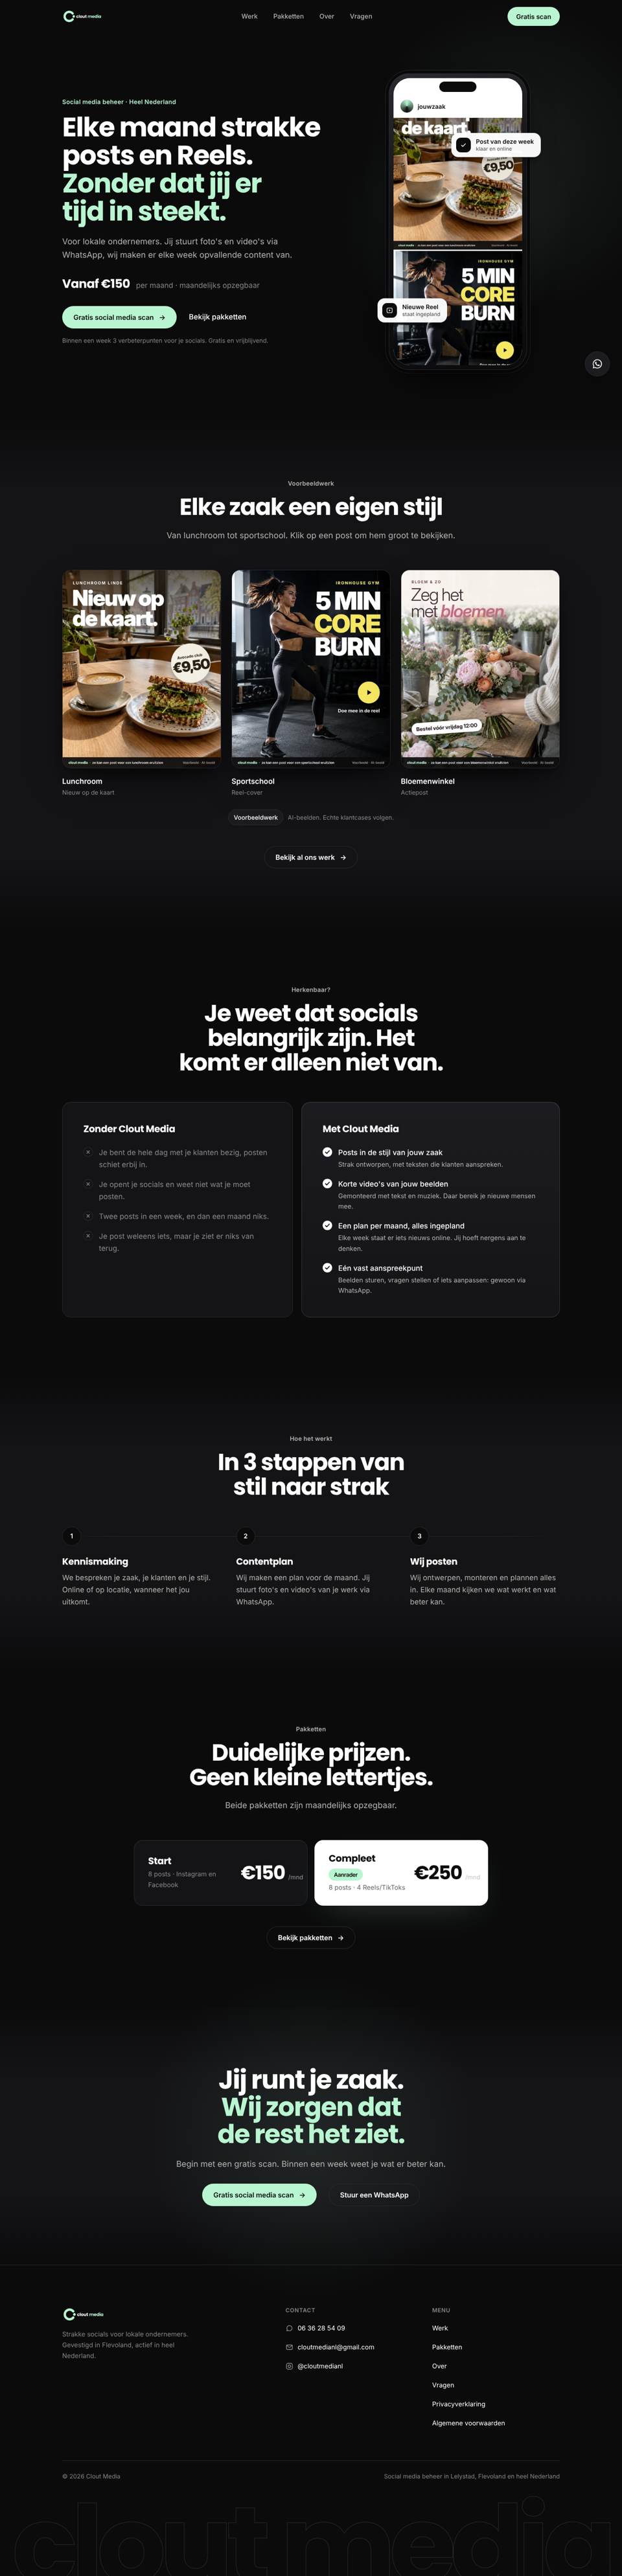 clout media
Werk
Pakketten
Over
Vragen
Gratis scan
Social media beheer · Heel Nederland
Elke maand strakke
posts en Reels.
Zonder dat jij er
tijd in steekt.
Voor lokale ondernemers. Jij stuurt foto's en video's via
WhatsApp, wij maken er elke week opvallende content van.
Vanaf €150 per maand · maandelijks opzegbaar
Gratis social media scan →
Bekijk pakketten
Binnen een week 3 verbeterpunten voor je socials. Gratis en vrijblijvend.
jouwzaak
de kaart.
Post van deze week
klaar en online
€9,50
IRONHOUSE GYM
5 MIN
CORE
BURN
Nieuwe Reel
staat ingepland
Voorbeeldwerk
Elke zaak een eigen stijl
Van lunchroom tot sportschool. Klik op een post om hem groot te bekijken.
LUNCHROOM LINDE
Nieuw op
de kaart.
Avocado club
€9,50
IRONHOUSE GYM
5 MIN
CORE
BURN
Doe mee in de reel
BLOEM & ZO
Zeg het
met bloemen
Bestel vóór vrijdag 12:00
Lunchroom
Nieuw op de kaart
Sportschool
Reel-cover
Bloemenwinkel
Actiepost
Voorbeeldwerk
AI-beelden. Echte klantcases volgen.
Bekijk al ons werk →
Herkenbaar?
Je weet dat socials
belangrijk zijn. Het
komt er alleen niet van.
Zonder Clout Media
Je bent de hele dag met je klanten bezig, posten
schiet erbij in.
Je opent je socials en weet niet wat je moet
posten.
Twee posts in een week, en dan een maand niks.
Je post weleens iets, maar je ziet er niks van
terug.
Met Clout Media
Posts in de stijl van jouw zaak
Strak ontworpen, met teksten die klanten aanspreken.
Korte video's van jouw beelden
Gemonteerd met tekst en muziek. Daar bereik je nieuwe mensen
mee.
Een plan per maand, alles ingepland
Elke week staat er iets nieuws online. Jij hoeft nergens aan te
denken.
Eén vast aanspreekpunt
Beelden sturen, vragen stellen of iets aanpassen: gewoon via
WhatsApp.
Hoe het werkt
In 3 stappen van
stil naar strak
1
2
3
Kennismaking
We bespreken je zaak, je klanten en je stijl.
Online of op locatie, wanneer het jou
uitkomt.
Contentplan
Wij maken een plan voor de maand. Jij
stuurt foto's en video's van je werk via
WhatsApp.
Wij posten
Wij ontwerpen, monteren en plannen alles
in. Elke maand kijken we wat werkt en wat
beter kan.
Pakketten
Duidelijke prijzen.
Geen kleine lettertjes.
Beide pakketten zijn maandelijks opzegbaar.
Start
8 posts · Instagram en
Facebook
€150 /mnd
Compleet
Aanrader
8 posts · 4 Reels/TikToks
€250 /mnd
Bekijk pakketten →
Jij runt je zaak.
Wij zorgen dat
de rest het ziet.
Begin met een gratis scan. Binnen een week weet je wat er beter kan.
Gratis social media scan →
Stuur een WhatsApp
clout media
Strakke socials voor lokale ondernemers.
Gevestigd in Flevoland, actief in heel
Nederland.
CONTACT
06 36 28 54 09
cloutmedianl@gmail.com
@cloutmedianl
MENU
Werk
Pakketten
Over
Vragen
Privacyverklaring
Algemene voorwaarden
© 2026 Clout Media
Social media beheer in Lelystad, Flevoland en heel Nederland
clout media